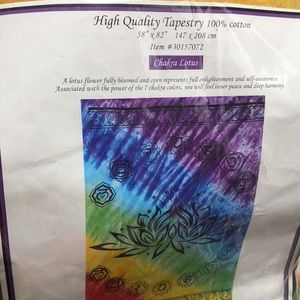 High Quality Tapestry 100% cotton
58" x 82"  147 x 208 cm
Item #30157072
Chakra Lotus
A lotus flower fully bloomed and open represents full enlightenment and self-awareness.
Associated with the power of the 7 chakra colors, you will feel inner peace and deep harmony.